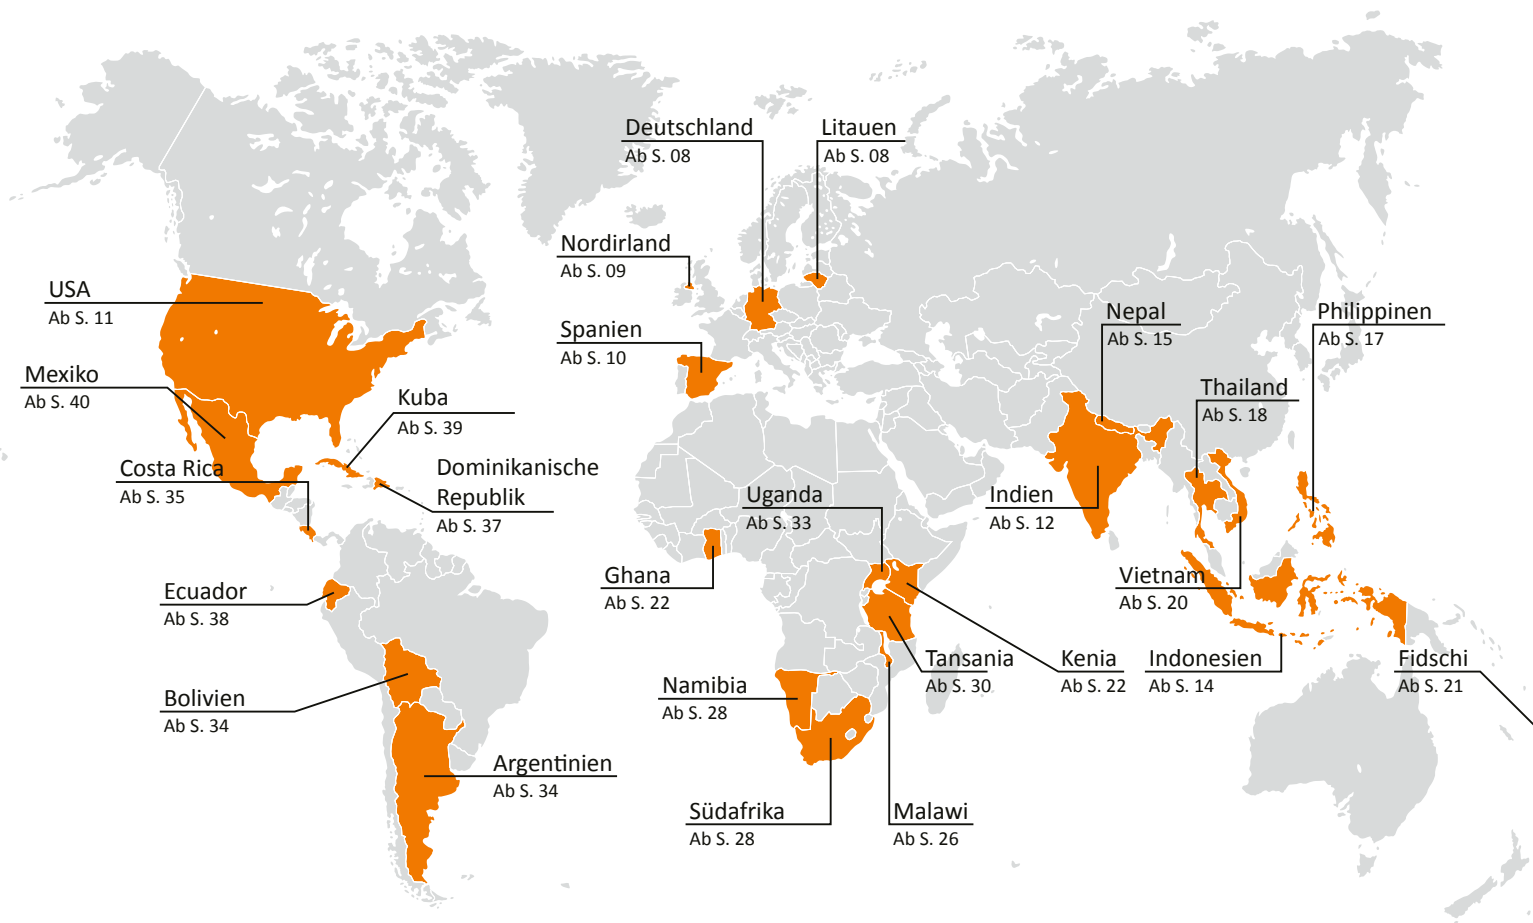 Deutschland
Ab S. 08
Litauen
Ab S. 08
Nordirland
Ab S. 09
USA
Ab S. 11
Spanien
Ab S. 10
Nepal
Ab S. 15
Philippinen
Ab S. 17
Mexiko
Ab S. 40
Kuba
Ab S. 39
Thailand
Ab S. 18
Costa Rica
Ab S. 35
Dominikanische
Republik
Ab S. 37
Uganda
Ab S. 33
Indien
Ab S. 12
Ecuador
Ab S. 38
Ghana
Ab S. 22
Vietnam
Ab S. 20
Bolivien
Ab S. 34
Namibia
Ab S. 28
Tansania
Ab S. 30
Kenia
Ab S. 22
Indonesien
Ab S. 14
Fidschi
Ab S. 21
Argentinien
Ab S. 34
Südafrika
Ab S. 28
Malawi
Ab S. 26